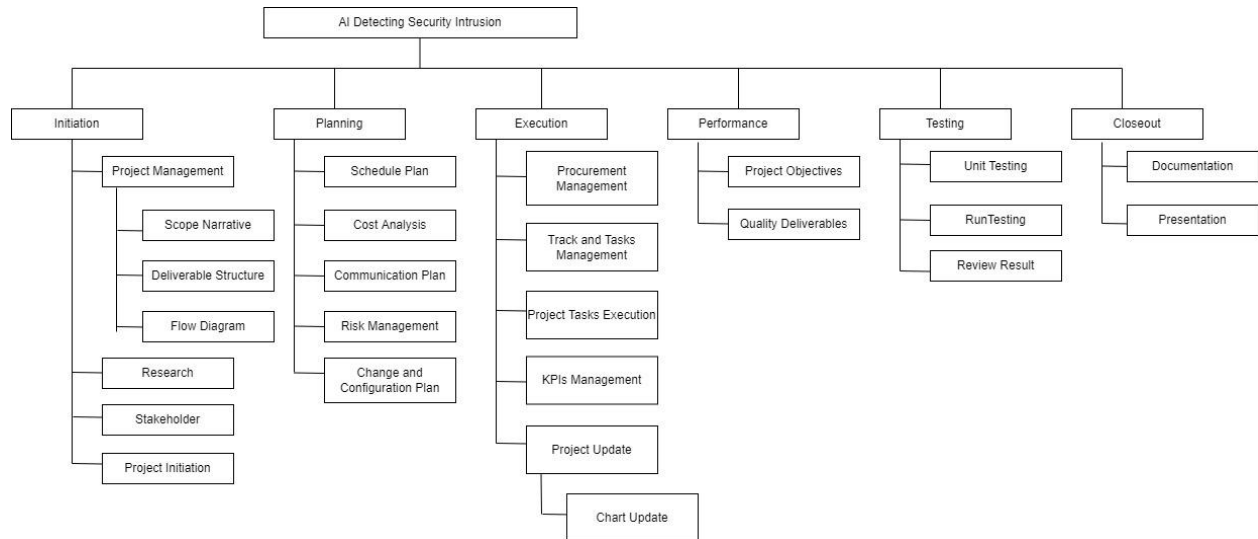 AI Detecting Security Intrusion
Initiation
Planning
Execution
Performance
Testing
Closeout
Project Management
Scope Narrative
Deliverable Structure
Flow Diagram
Research
Stakeholder
Project Initiation
Schedule Plan
Cost Analysis
Communication Plan
Risk Management
Change and
Configuration Plan
Procurement
Management
Track and Tasks
Management
Project Tasks Execution
KPIs Management
Project Update
Chart Update
Project Objectives
Quality Deliverables
Unit Testing
RunTesting
Review Result
Documentation
Presentation